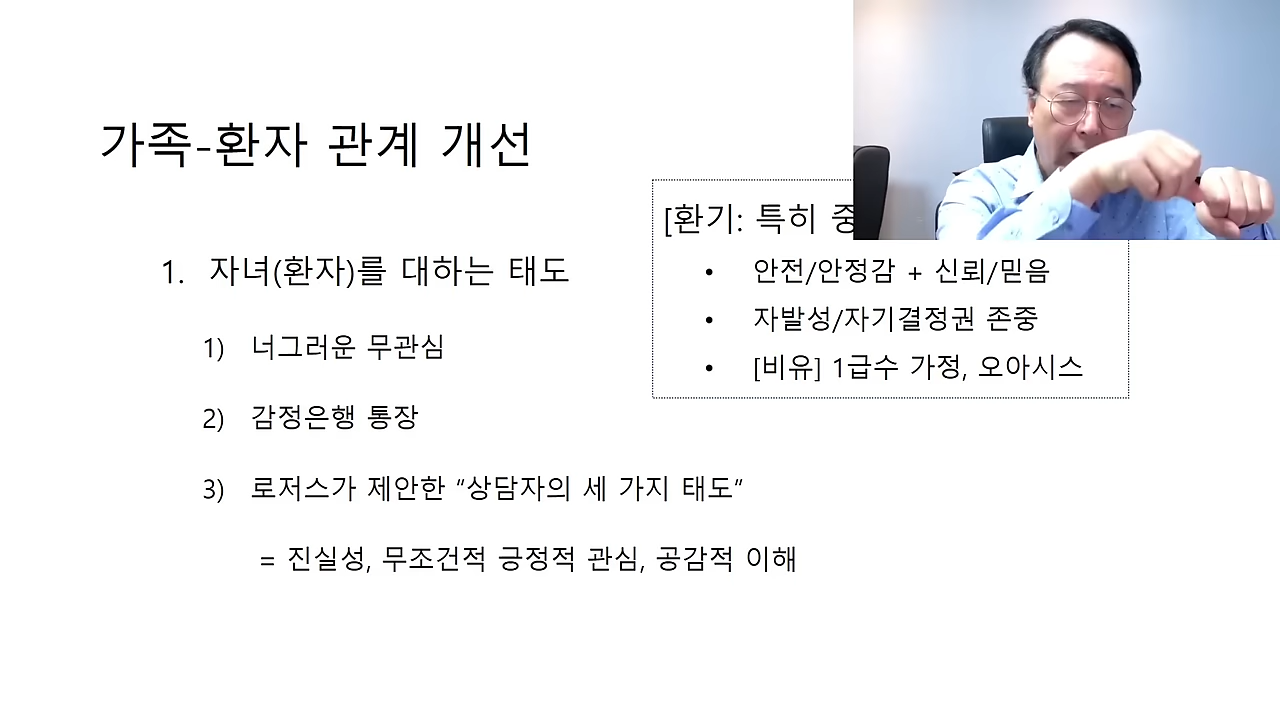 가족-환자 관계 개선
1. 자녀(환자)를 대하는 태도
1) 너그러운 무관심
2) 감정은행 통장
3) 로저스가 제안한 “상담자의 세 가지 태도”
= 진실성, 무조건적 긍정적 관심, 공감적 이해
[환기: 특히
• 안전/안정감 + 신뢰/믿음
• 자발성/자기결정권 존중
• [비유] 1급수 가정, 오아시스